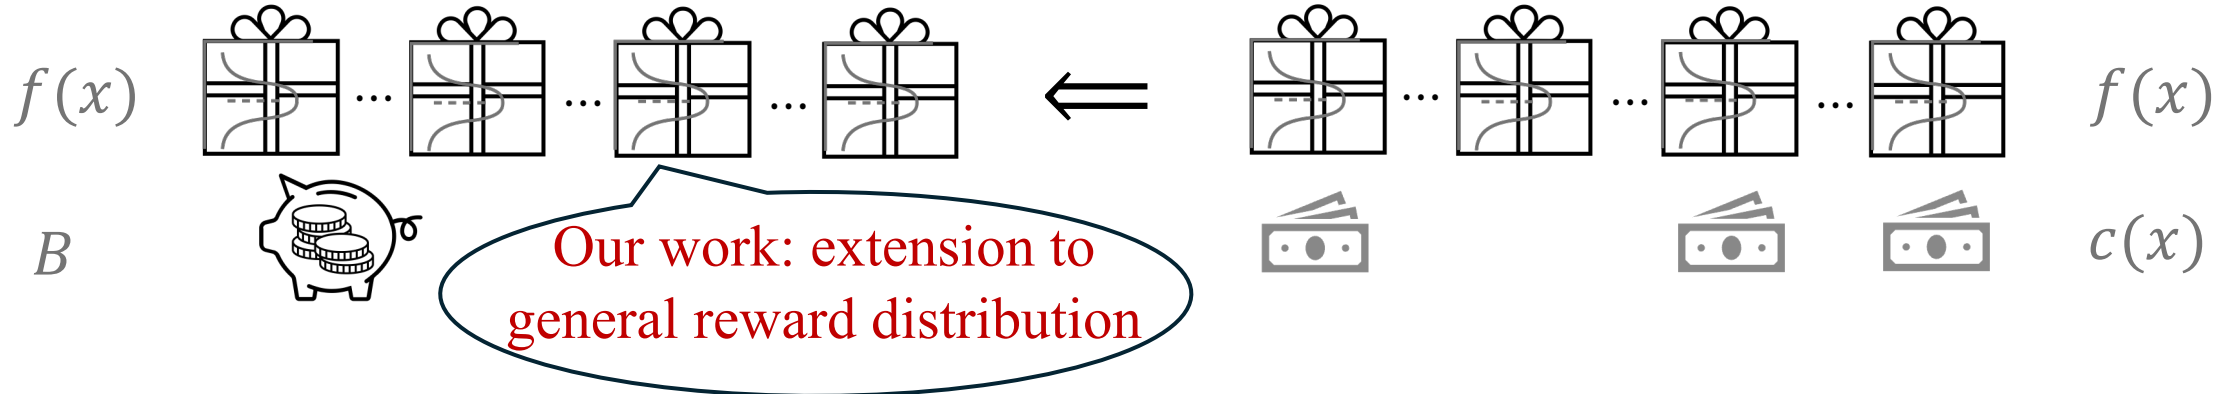 f(x) ... ... ... ⟸ ... ... ... f(x)
B
c(x)
Our work: extension to
general reward distribution